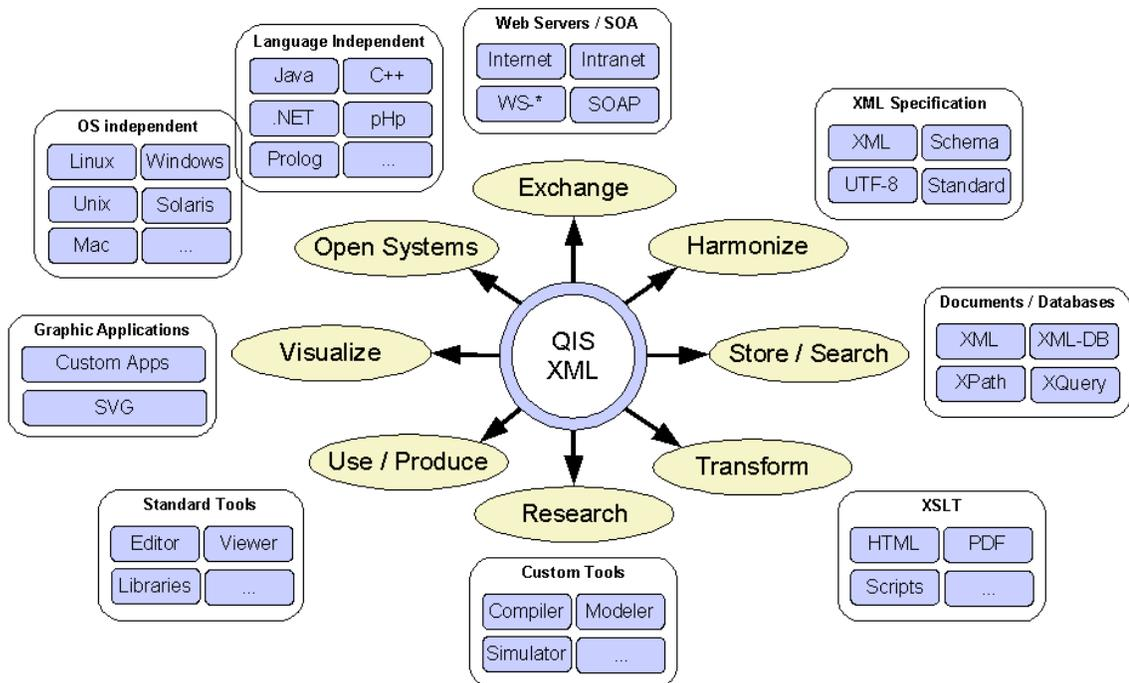 Web Servers / SOA
Internet Intranet
WS-* SOAP
Language Independent
Java C++
.NET pHp
Prolog ...
OS independent
Linux Windows
Unix Solaris
Mac ...
XML Specification
XML Schema
UTF-8 Standard
Exchange
Open Systems
Harmonize
Graphic Applications
Custom Apps
SVG
Visualize
QIS
XML
Store / Search
Documents / Databases
XML XML-DB
XPath XQuery
Use / Produce
Transform
Research
Standard Tools
Editor Viewer
Libraries ...
Custom Tools
Compiler Modeler
Simulator ...
XSLT
HTML PDF
Scripts ...